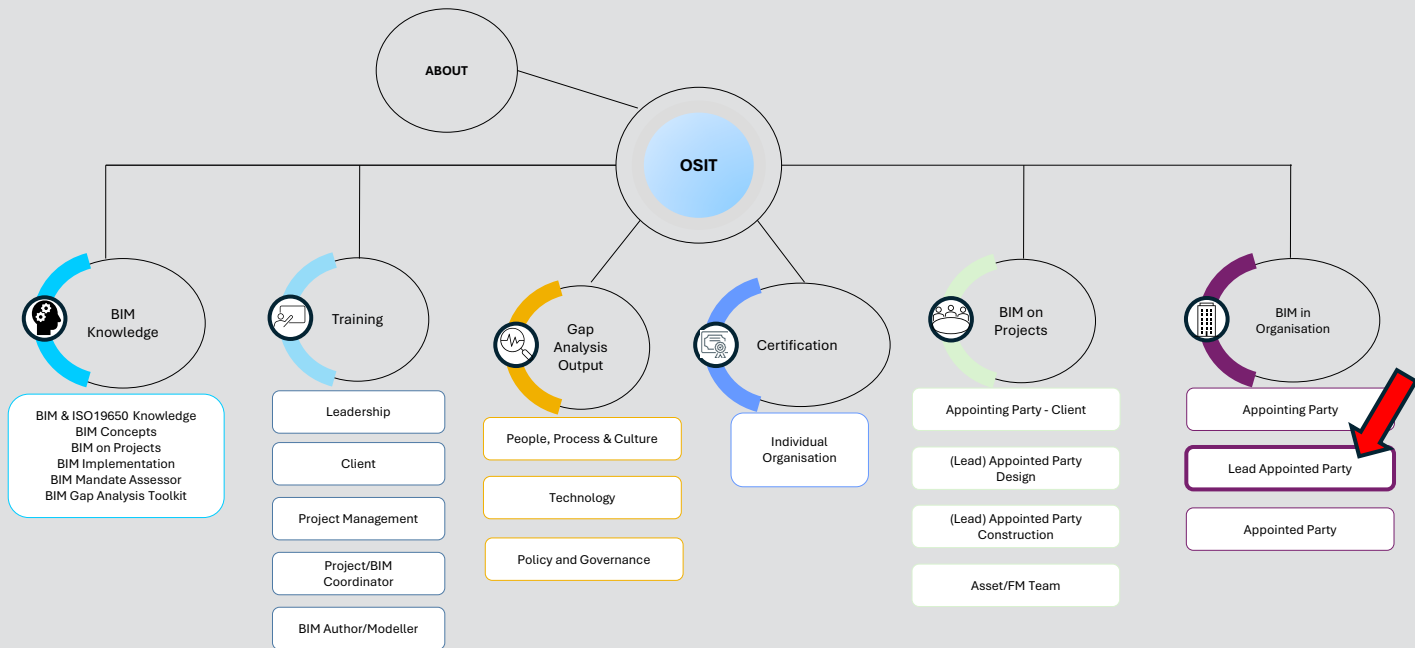 ABOUT
OSIT
BIM
Knowledge
BIM & ISO19650 Knowledge
BIM Concepts
BIM on Projects
BIM Implementation
BIM Mandate Assessor
BIM Gap Analysis Toolkit
Training
Leadership
Client
Project Management
Project/BIM
Coordinator
BIM Author/Modeller
Gap
Analysis
Output
People, Process & Culture
Technology
Policy and Governance
Certification
Individual
Organisation
BIM on
Projects
Appointing Party - Client
(Lead) Appointed Party
Design
(Lead) Appointed Party
Construction
Asset/FM Team
BIM in
Organisation
Appointing Party
Lead Appointed Party
Appointed Party